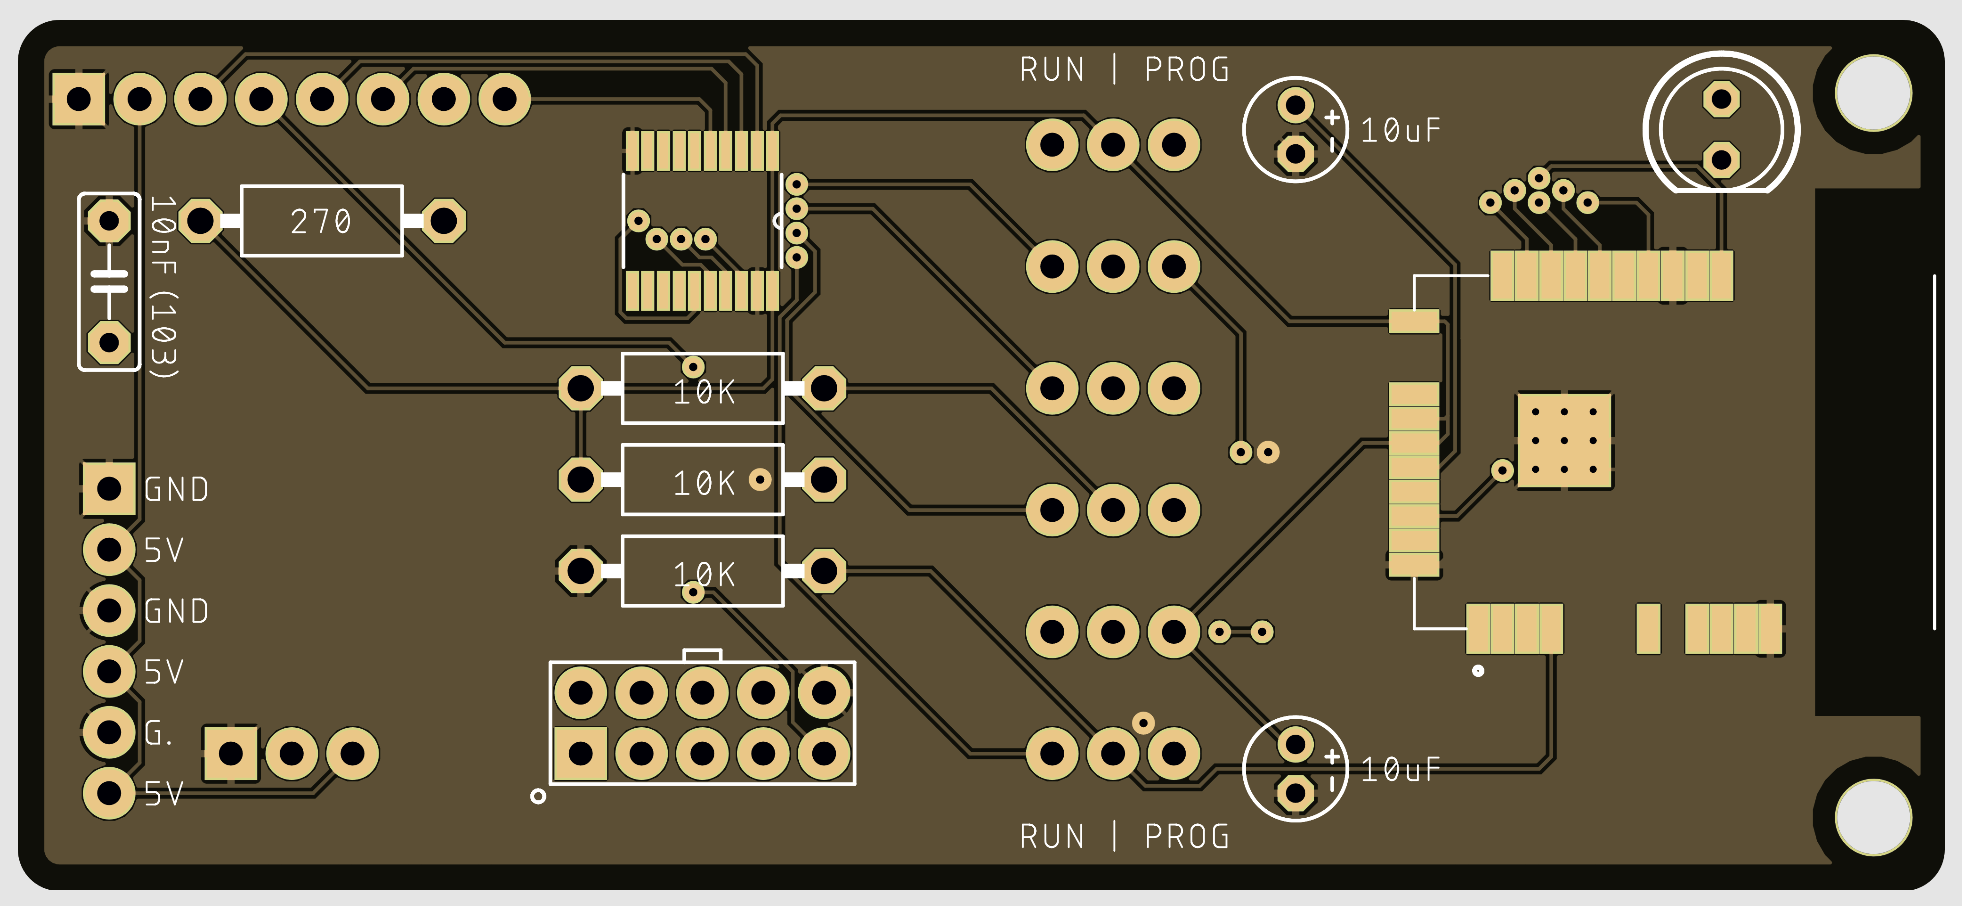 RUN | PROG
10uF
270
10nF (103)
10K
10K
10K
GND
5V
GND
5V
G.
5V
10uF
RUN | PROG